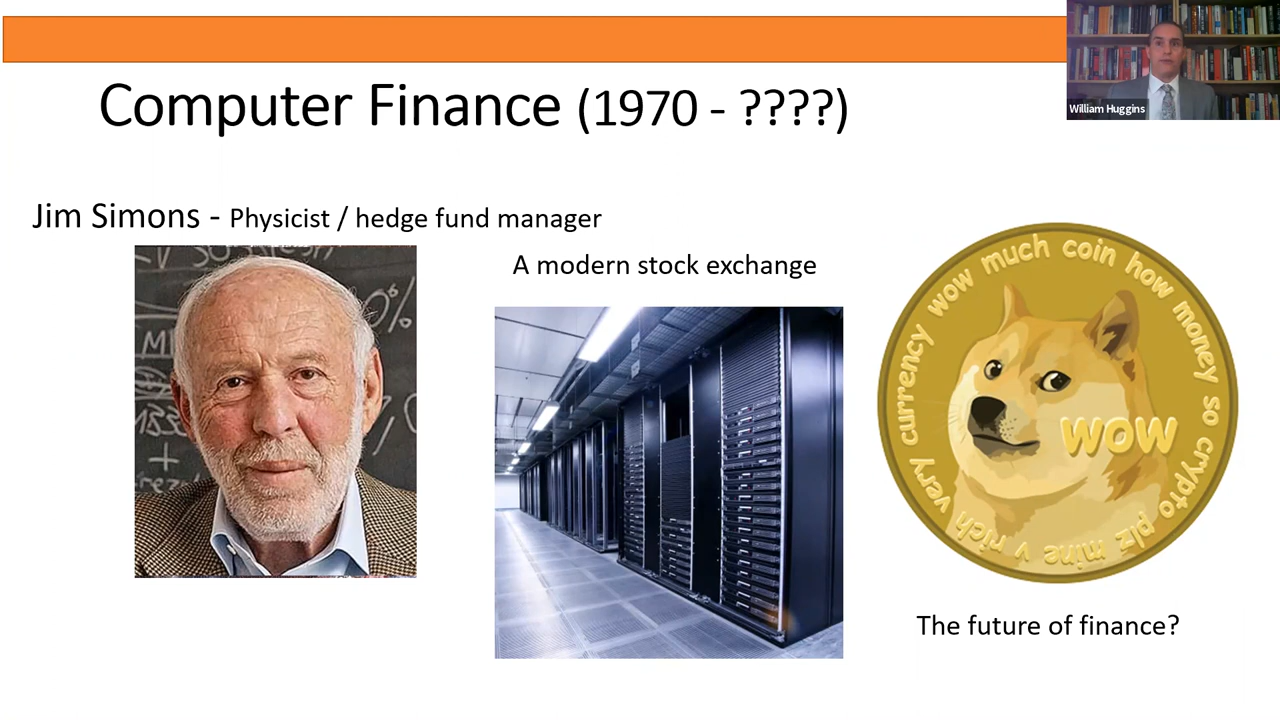 Computer Finance (1970 - ????)
William Huggins
Jim Simons - Physicist / hedge fund manager
A modern stock exchange
very currency wow much coin how money so crypto plz mine v rich
wow
The future of finance?